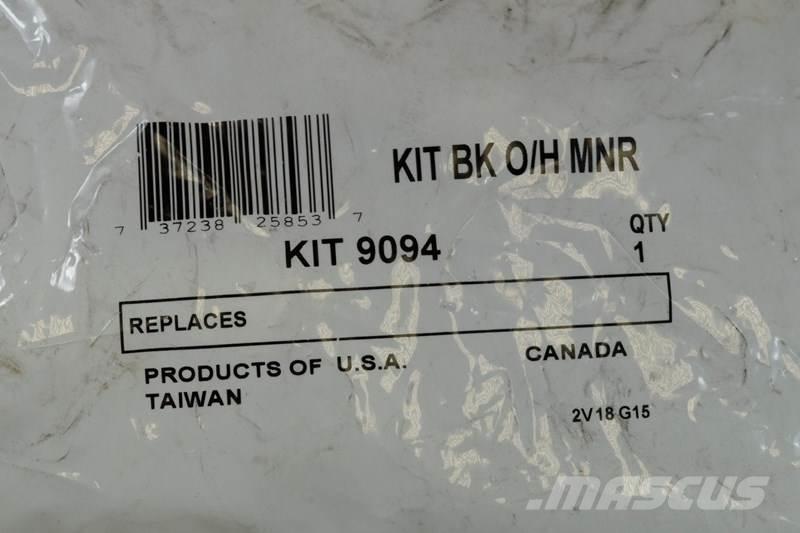 KIT BK O/H MNR
7 37238 25853 7
QTY
KIT 9094
1
REPLACES
PRODUCTS OF U.S.A. CANADA
TAIWAN
2V18 G15
MASCUS